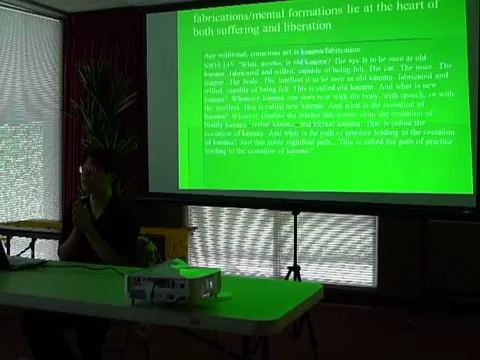 fabrications/mental formations lie at the heart of
both suffering and liberation
Any volitional, conscious act is kamma/fabrication
SN35.145: "What, monks, is old kamma? The eye is to be seen as old
kamma, fabricated and willed, capable of being felt. The ear...The nose...The
tongue...The body...The intellect is to be seen as old kamma, fabricated and
willed, capable of being felt. This is called old kamma. And what is new
kamma? Whatever kamma one does now with the body, with speech, or with
the intellect. This is called new kamma. And what is the cessation of
kamma? Whoever touches the release that comes from the cessation of
bodily kamma, verbal kamma, and mental kamma. This is called the
cessation of kamma. And what is the path of practice leading to the cessation
of kamma? Just this noble eightfold path...This is called the path of practice
leading to the cessation of kamma."